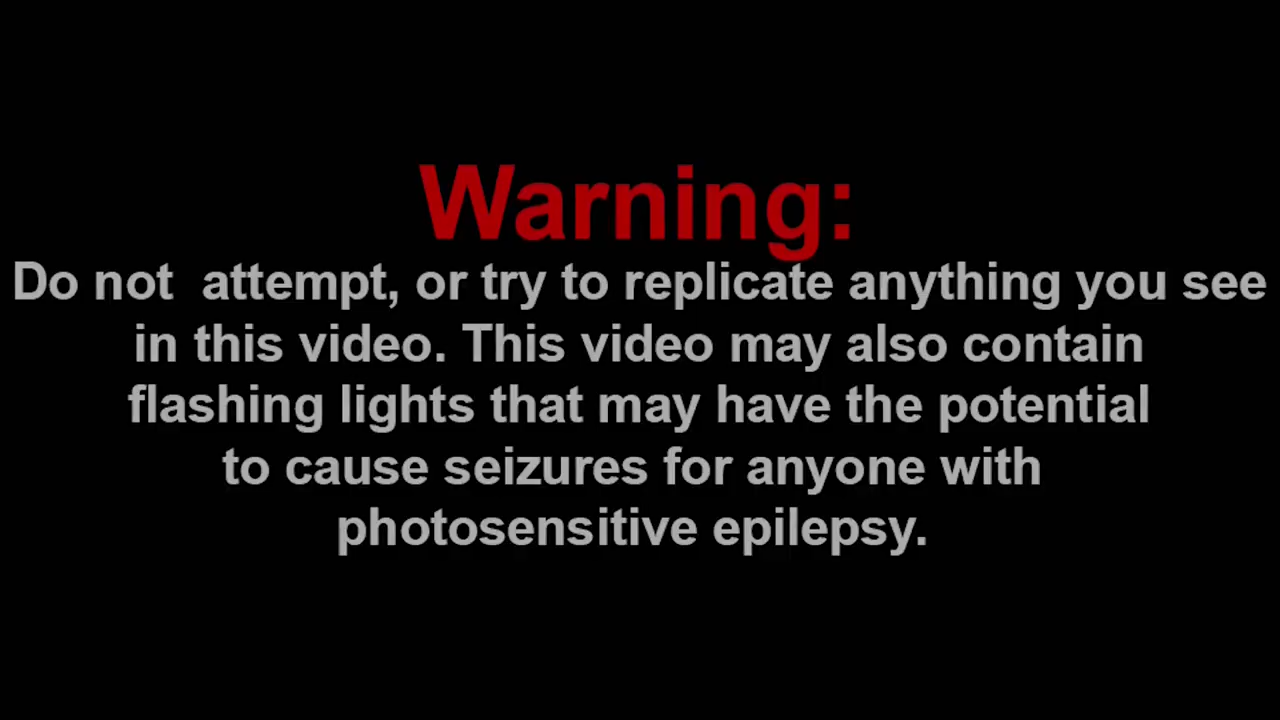 Warning:
Do not  attempt, or try to replicate anything you see
in this video. This video may also contain
flashing lights that may have the potential
to cause seizures for anyone with
photosensitive epilepsy.